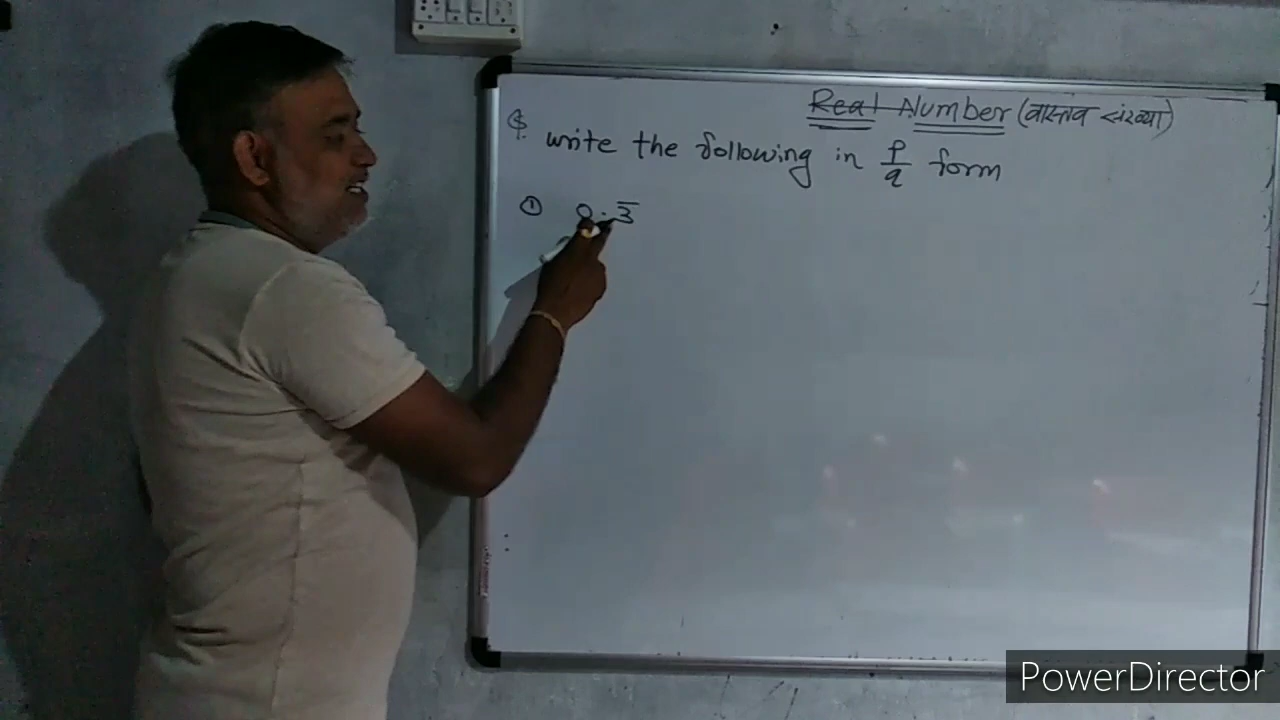 Real Number (वास्तव संख्या)
Q. write the following in p/q form
① 0.3̅
PowerDirector